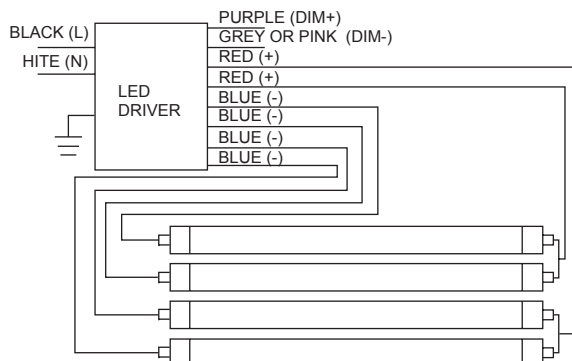 BLACK (L)
HITE (N)
LED
DRIVER
PURPLE (DIM+)
GREY OR PINK (DIM-)
RED (+)
RED (+)
BLUE (-)
BLUE (-)
BLUE (-)
BLUE (-)